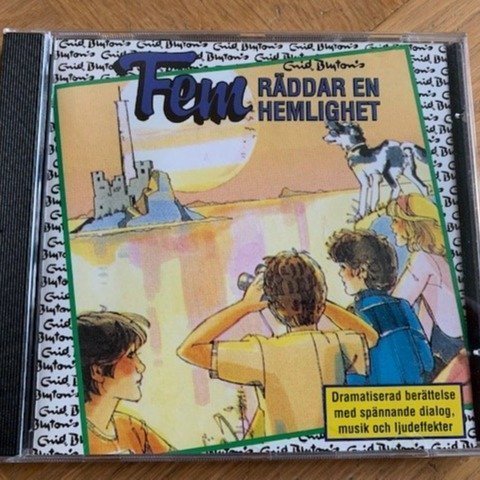 Enid Blyton's
Fem
RÄDDAR EN
HEMLIGHET
Dramatiserad berättelse
med spännande dialog,
musik och ljudeffekter